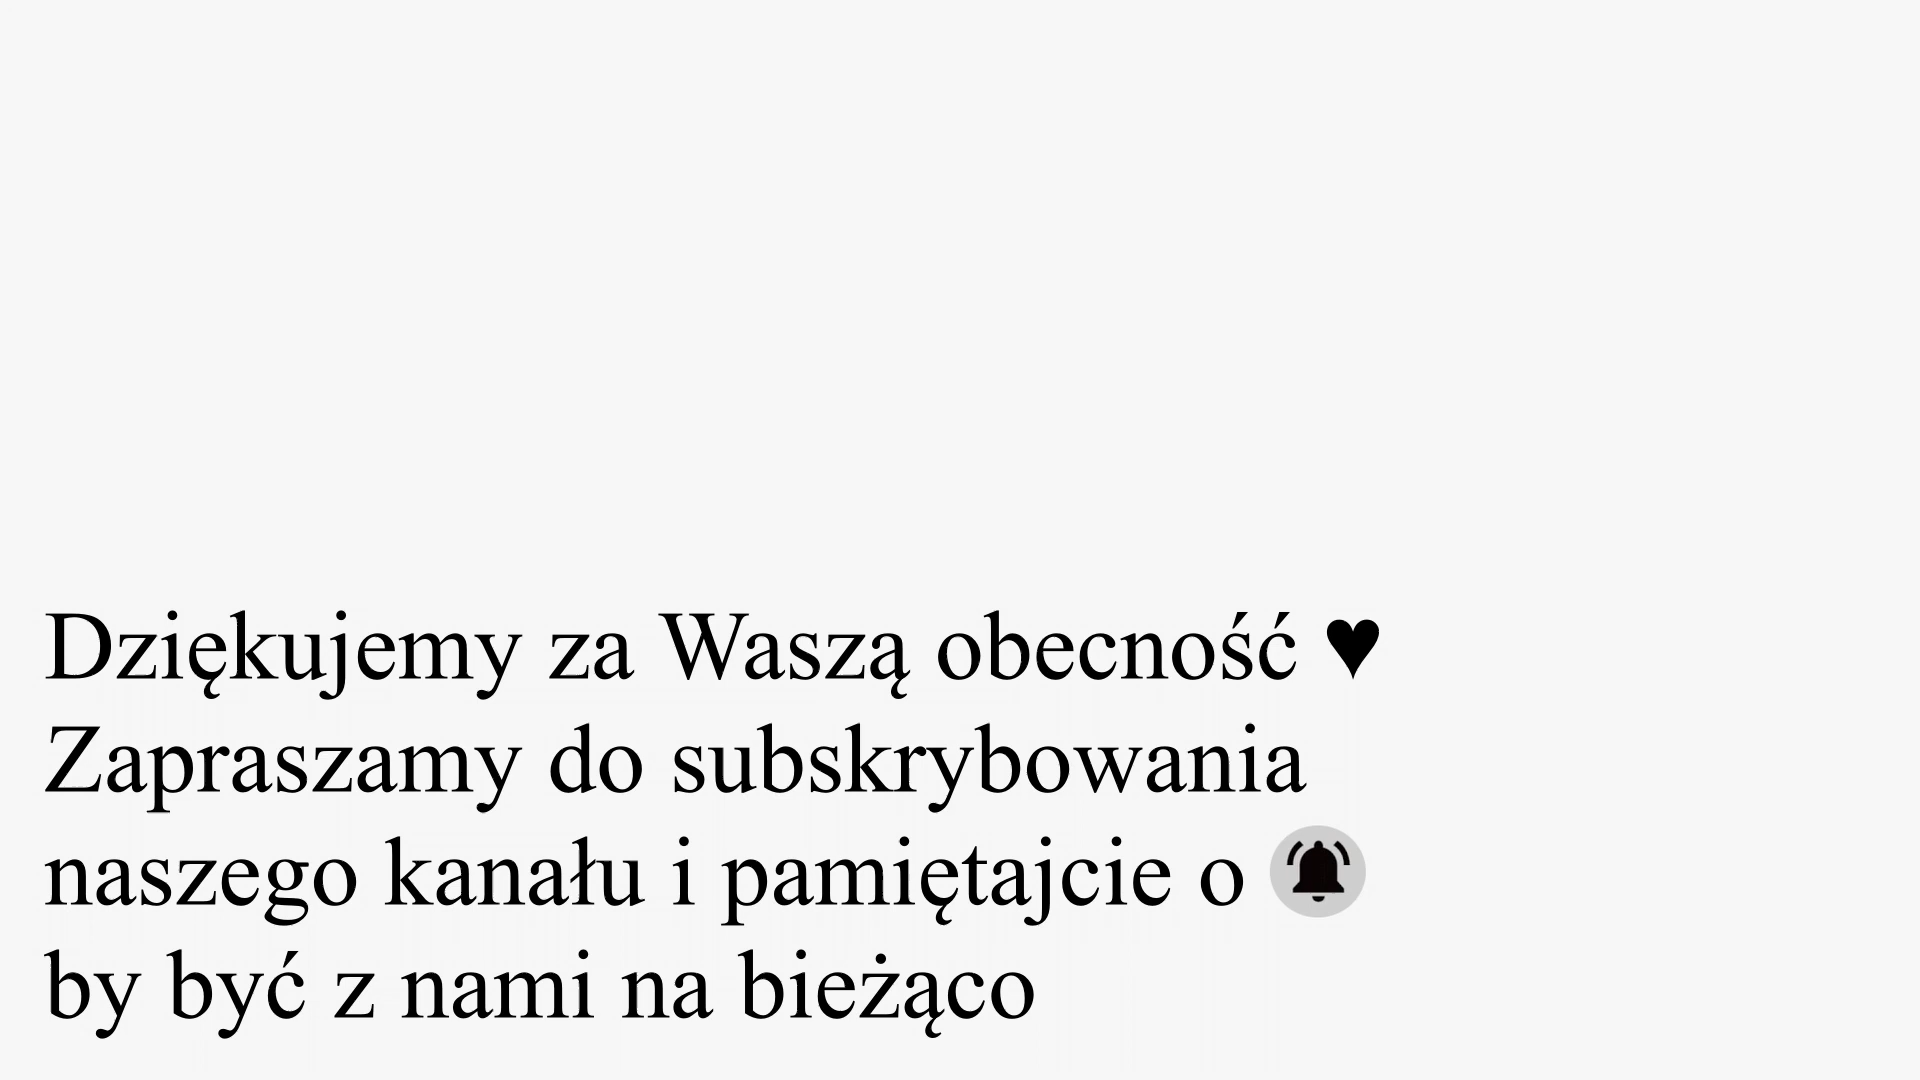 Dziękujemy za Waszą obecność ♥
Zapraszamy do subskrybowania
naszego kanału i pamiętajcie o 🔔
by być z nami na bieżąco